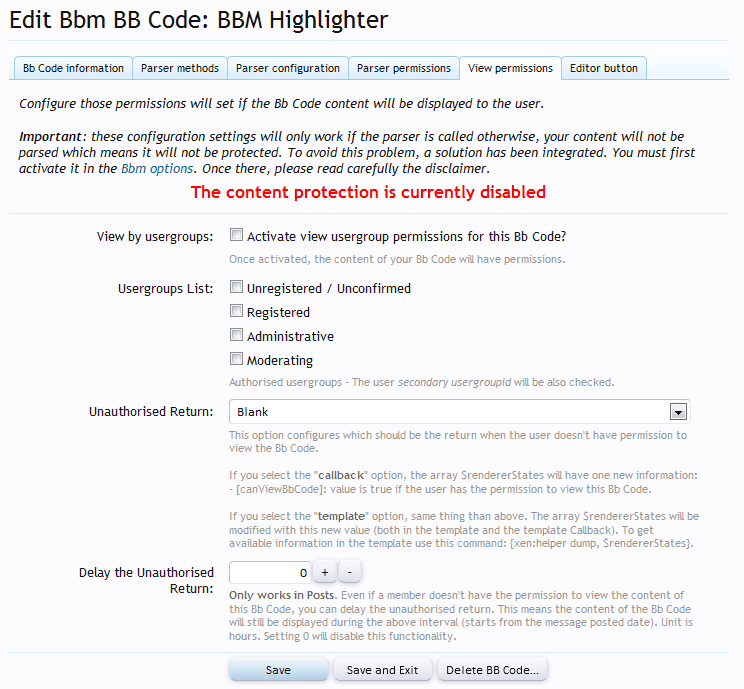 Edit Bbm BB Code: BBM Highlighter
Bb Code information Parser methods Parser configuration Parser permissions View permissions Editor button
Configure those permissions will set if the Bb Code content will be displayed to the user.
Important: these configuration settings will only work if the parser is called otherwise, your content will not be
parsed which means it will not be protected. To avoid this problem, a solution has been integrated. You must first
activate it in the Bbm options. Once there, please read carefully the disclaimer.
The content protection is currently disabled
View by usergroups: Activate view usergroup permissions for this Bb Code?
Once activated, the content of your Bb Code will have permissions.
Usergroups List: Unregistered / Unconfirmed
Registered
Administrative
Moderating
Authorised usergroups - The user secondary usergroupid will be also checked.
Unauthorised Return: Blank
This option configures which should be the return when the user doesn't have permission to
view the Bb Code.
If you select the "callback" option, the array $rendererStates will have one new information:
- [canViewBbCode]: value is true if the user has the permission to view this Bb Code.
If you select the "template" option, same thing than above. The array $rendererStates will be
modified with this new value (both in the template and the template Callback). To get
available information in the template use this command: {xen:helper dump, $rendererStates}.
Delay the Unauthorised 0 + -
Return:
Only works in Posts. Even if a member doesn't have the permission to view the content of
this Bb Code, you can delay the unauthorised return. This means the content of the Bb Code
will still be displayed during the above interval (starts from the message posted date). Unit is
hours. Setting 0 will disable this functionality.
Save Save and Exit Delete BB Code...